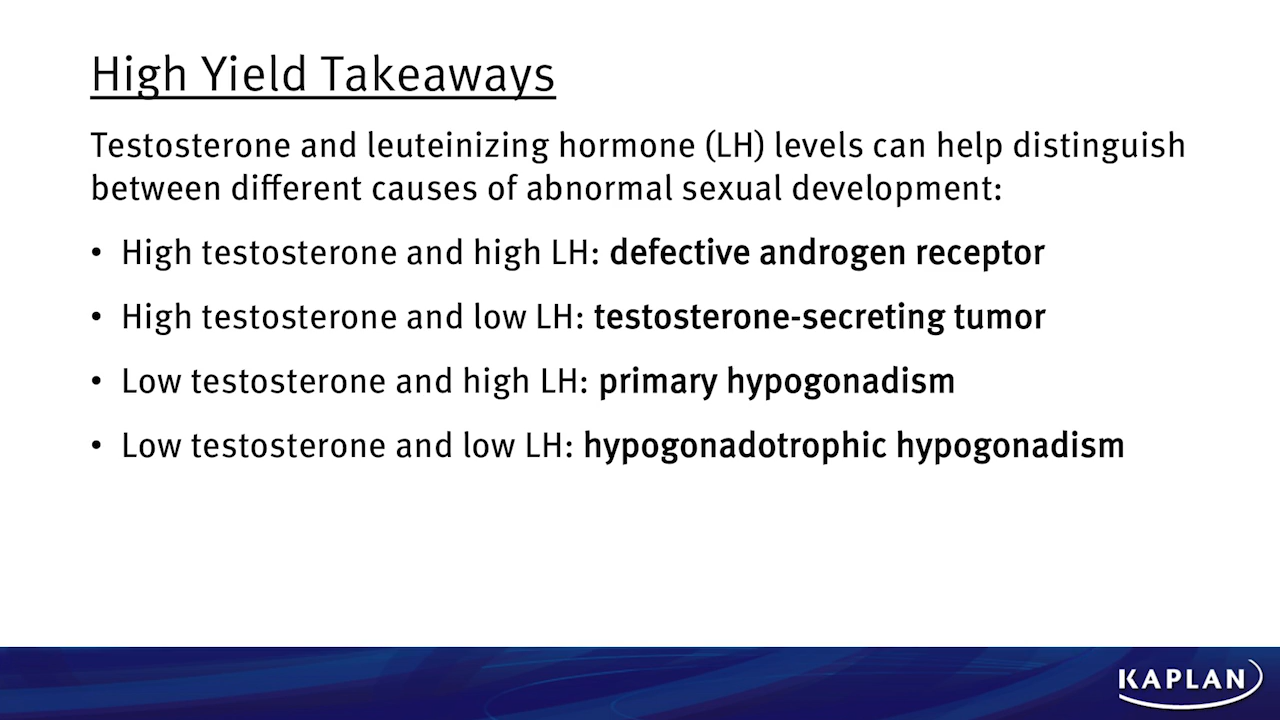 High Yield Takeaways
Testosterone and leuteinizing hormone (LH) levels can help distinguish
between different causes of abnormal sexual development:
• High testosterone and high LH: defective androgen receptor
• High testosterone and low LH: testosterone-secreting tumor
• Low testosterone and high LH: primary hypogonadism
• Low testosterone and low LH: hypogonadotrophic hypogonadism
KAPLAN